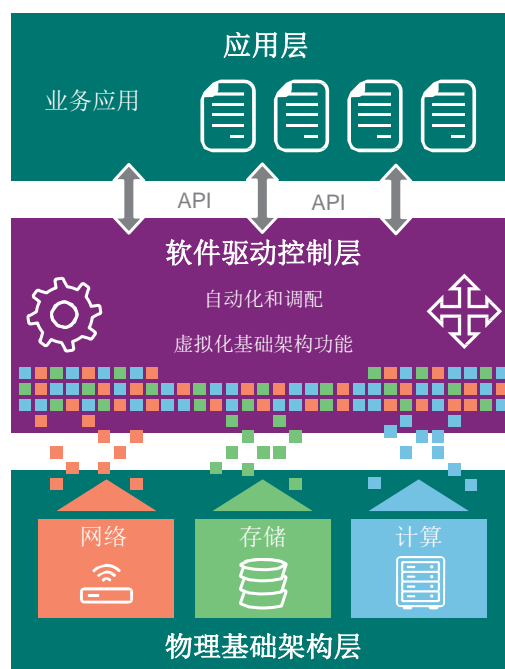 应用层
业务应用
API
API
软件驱动控制层
自动化和调配
虚拟化基础架构功能
网络
存储
计算
物理基础架构层